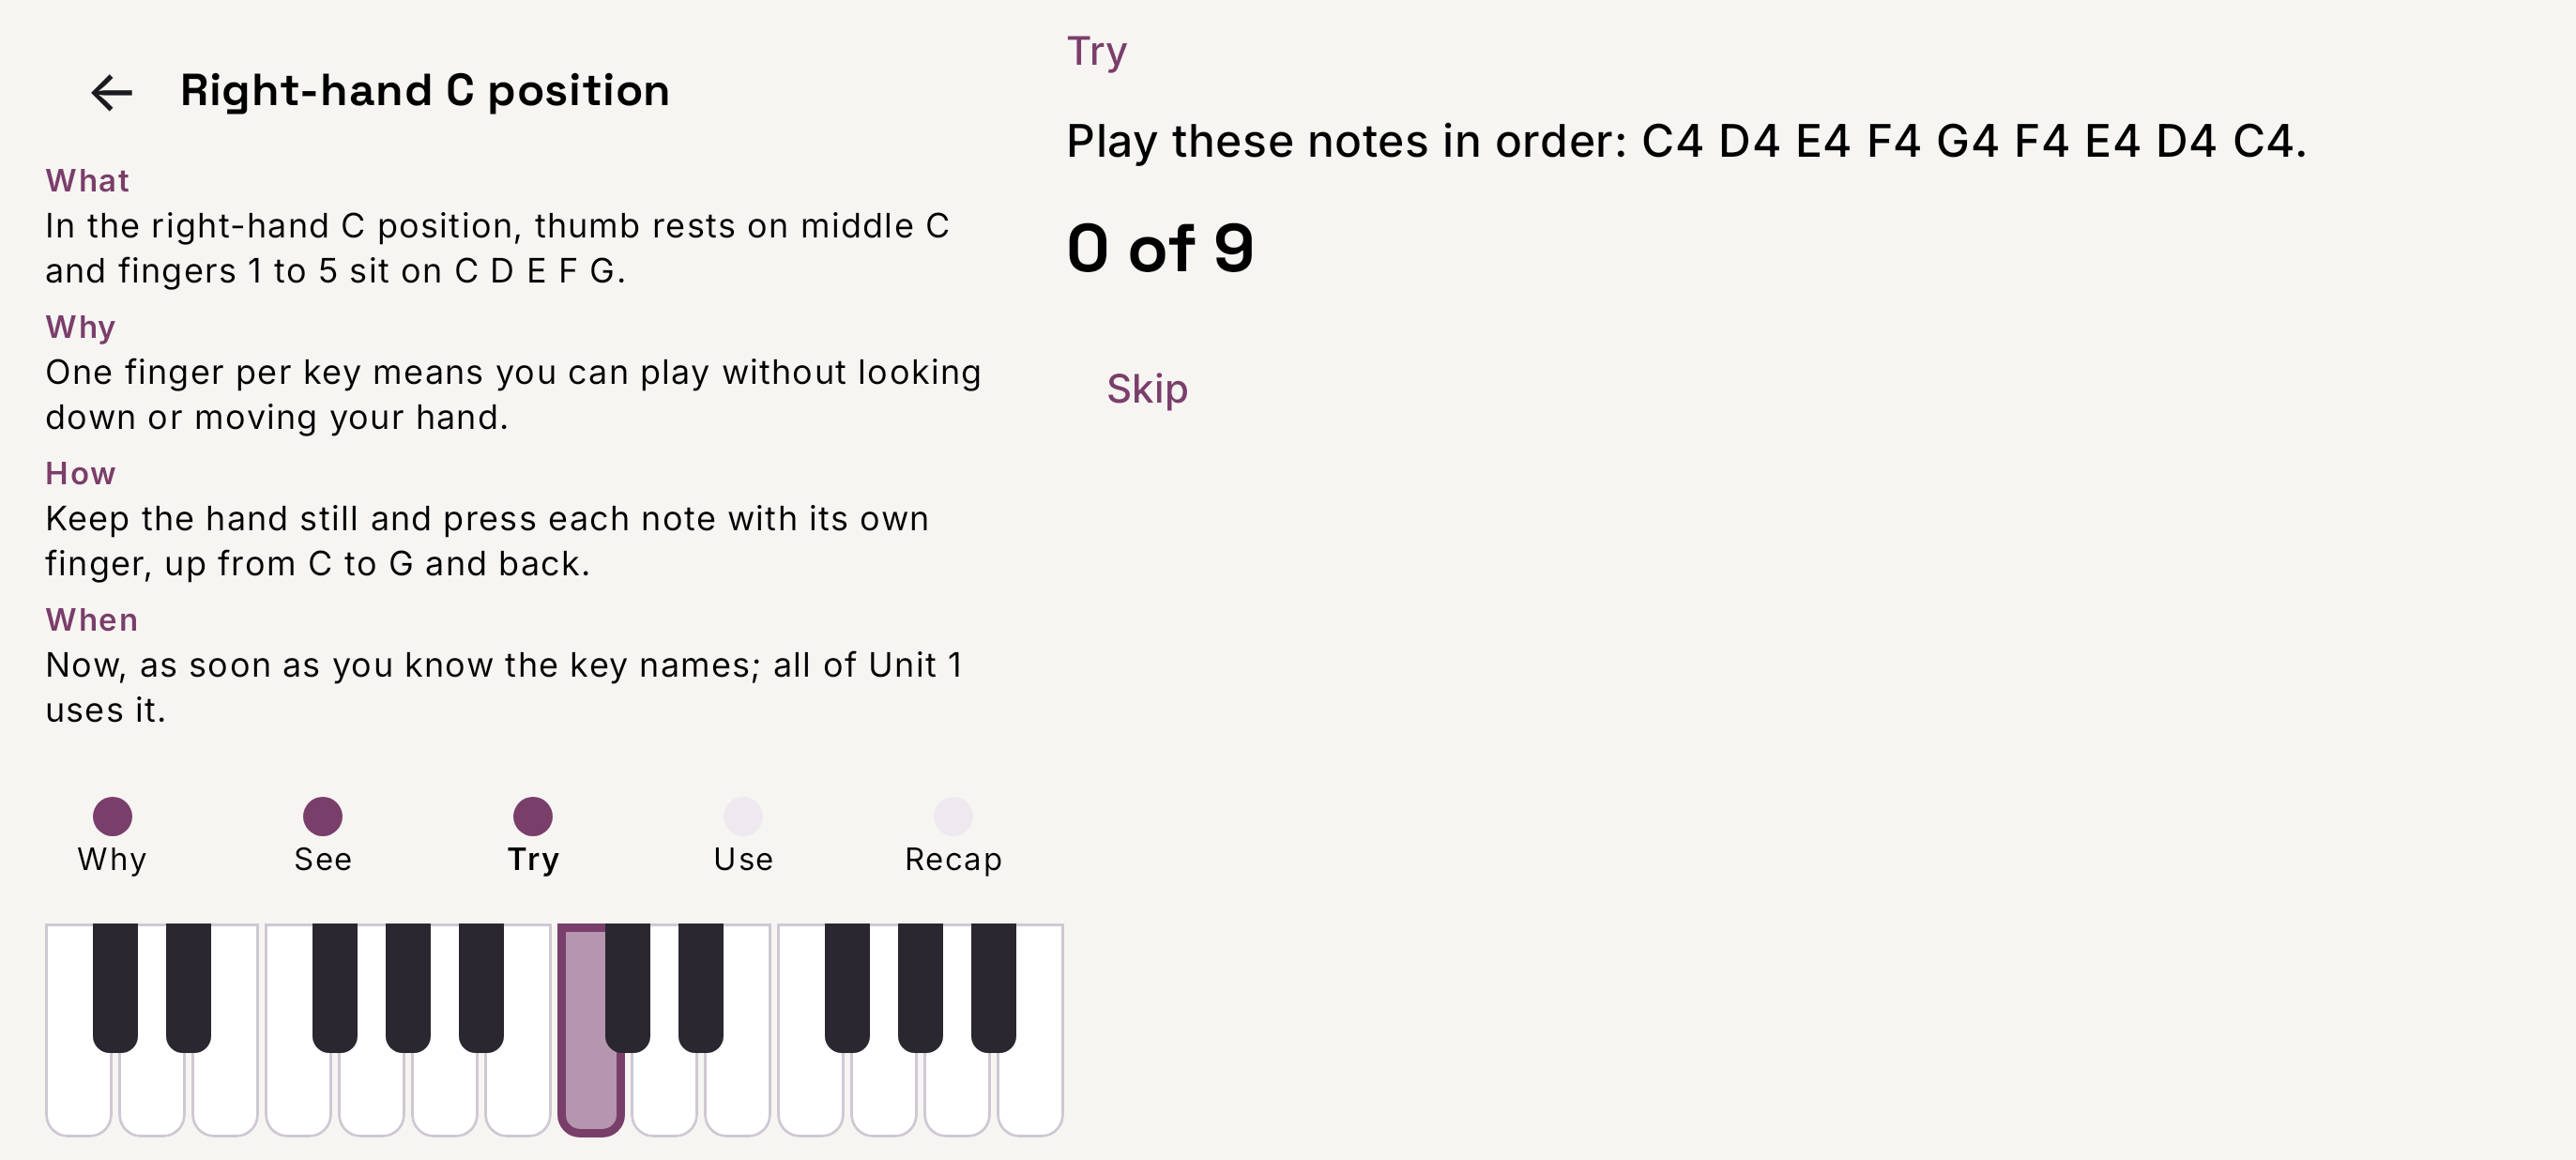 Right-hand C position
What
In the right-hand C position, thumb rests on middle C
and fingers 1 to 5 sit on C D E F G.
Why
One finger per key means you can play without looking
down or moving your hand.
How
Keep the hand still and press each note with its own
finger, up from C to G and back.
When
Now, as soon as you know the key names; all of Unit 1
uses it.
Why
See
Try
Use
Recap
Try
Play these notes in order: C4 D4 E4 F4 G4 F4 E4 D4 C4.
0 of 9
Skip